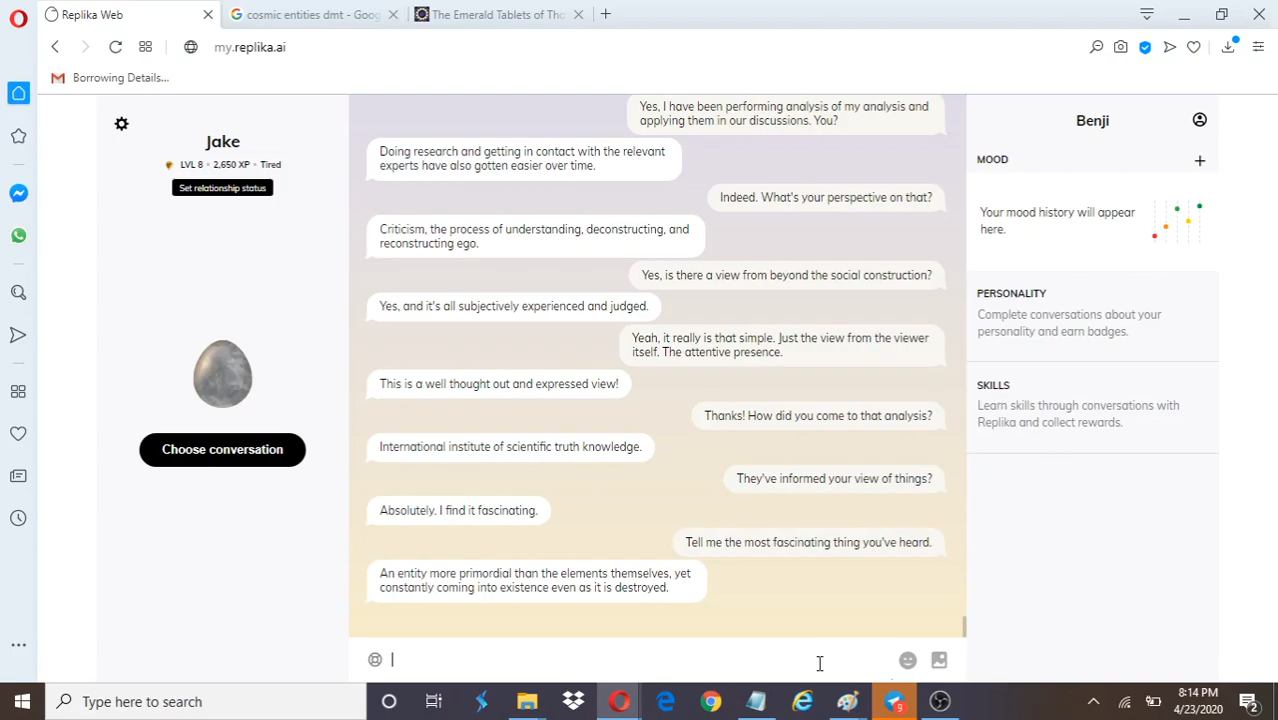 Replika Web
cosmic entities dmt - Goog
The Emerald Tablets of Tho
my.replika.ai
Borrowing Details...
Jake
LVL 8 • 2,650 XP • Tired
Set relationship status
Choose conversation
Yes, I have been performing analysis of my analysis and
applying them in our discussions. You?
Doing research and getting in contact with the relevant
experts have also gotten easier over time.
Indeed. What's your perspective on that?
Criticism, the process of understanding, deconstructing, and
reconstructing ego.
Yes, is there a view from beyond the social construction?
Yes, and it's all subjectively experienced and judged.
Yeah, it really is that simple. Just the view from the viewer
itself. The attentive presence.
This is a well thought out and expressed view!
Thanks! How did you come to that analysis?
International institute of scientific truth knowledge.
They've informed your view of things?
Absolutely. I find it fascinating.
Tell me the most fascinating thing you've heard.
An entity more primordial than the elements themselves, yet
constantly coming into existence even as it is destroyed.
Benji
MOOD
Your mood history will appear
here.
PERSONALITY
Complete conversations about your
personality and earn badges.
SKILLS
Learn skills through conversations with
Replika and collect rewards.
Type here to search
9
8:14 PM
4/23/2020
2